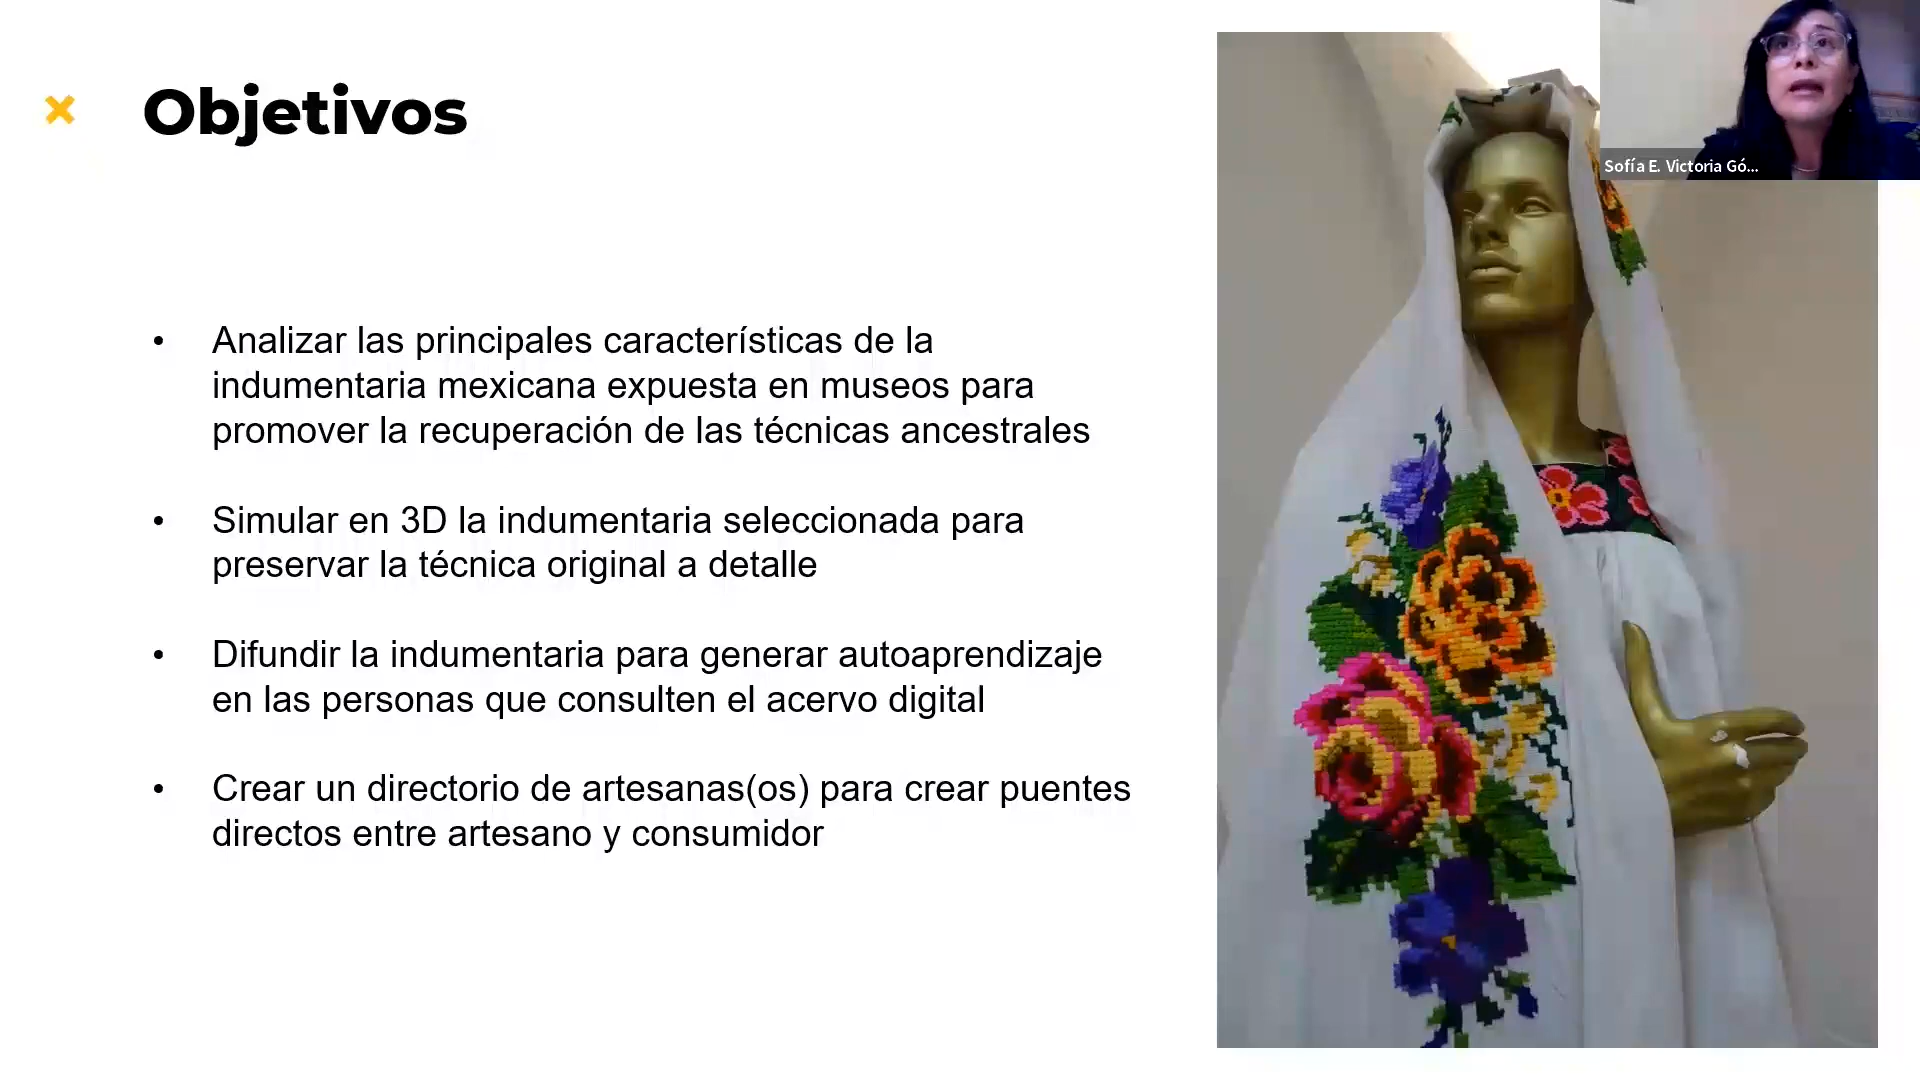 Objetivos
Sofía E. Victoria Gó...
• Analizar las principales características de la
indumentaria mexicana expuesta en museos para
promover la recuperación de las técnicas ancestrales
• Simular en 3D la indumentaria seleccionada para
preservar la técnica original a detalle
• Difundir la indumentaria para generar autoaprendizaje
en las personas que consulten el acervo digital
• Crear un directorio de artesanas(os) para crear puentes
directos entre artesano y consumidor